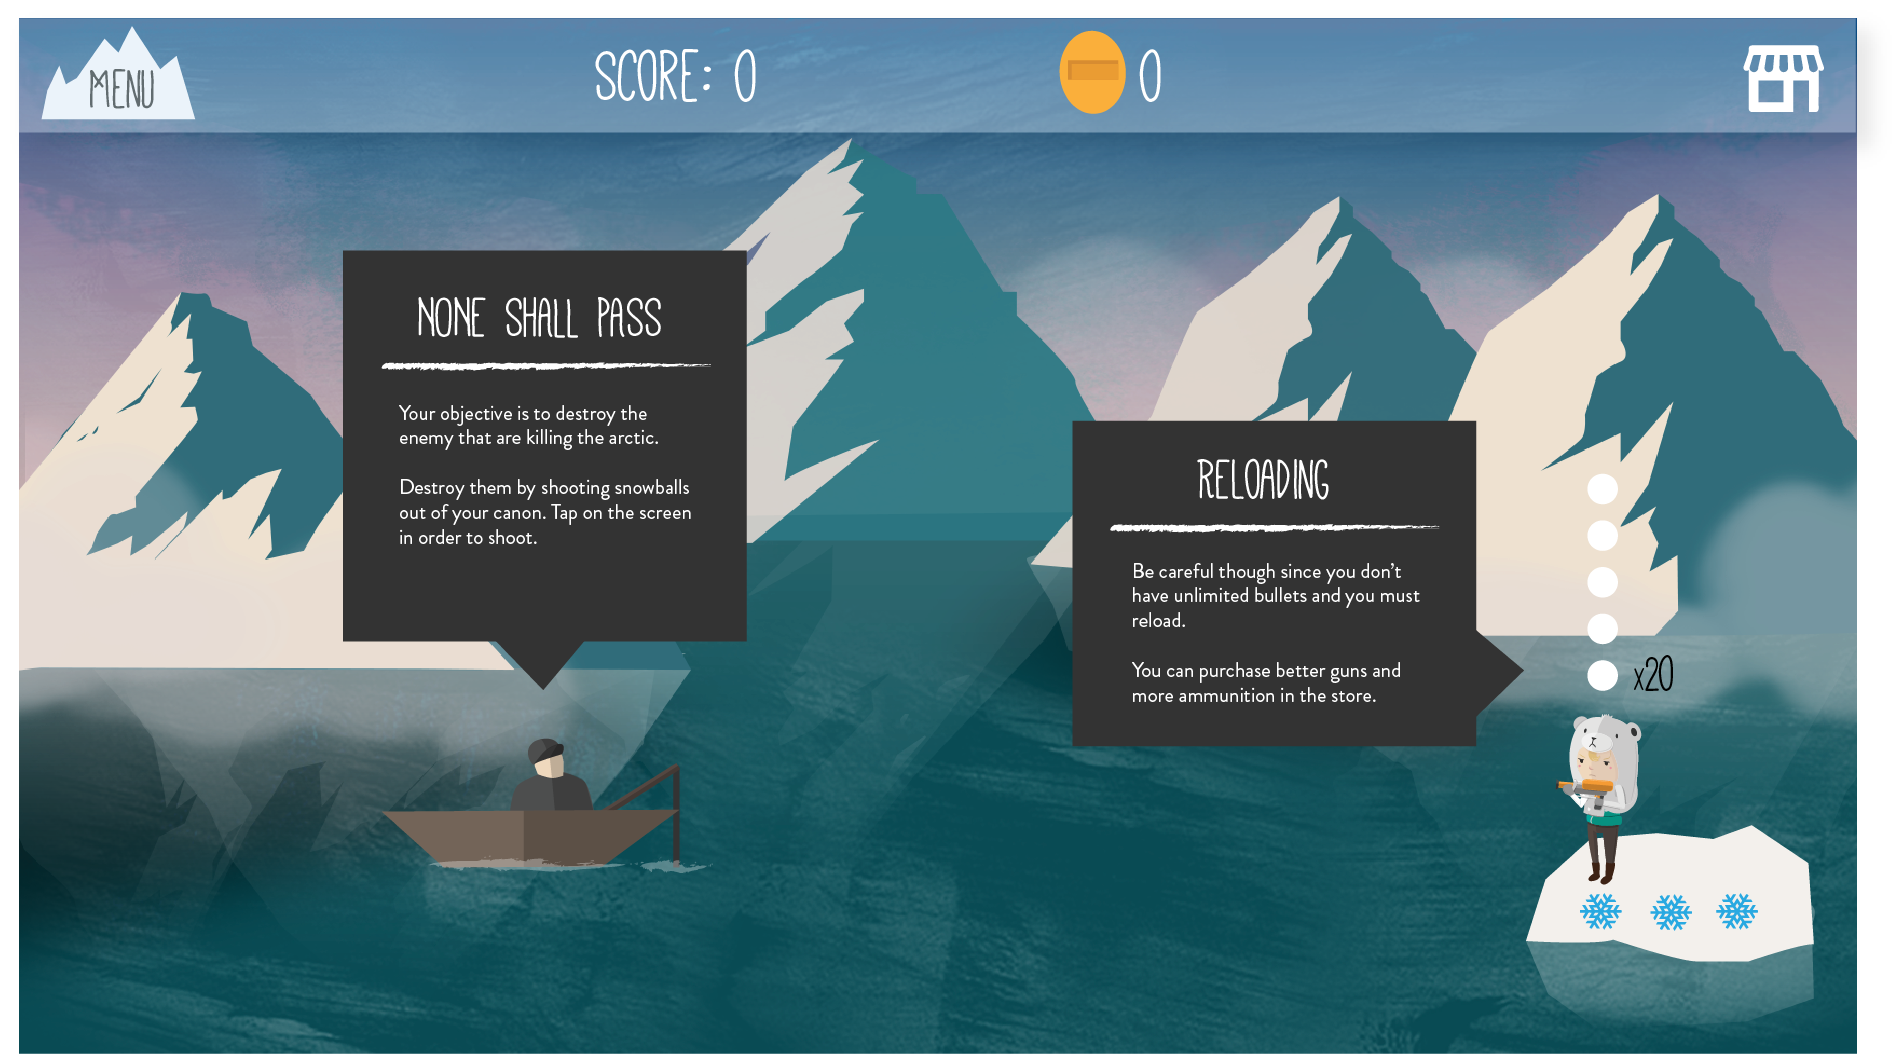 MENU
SCORE: 0
0
NONE SHALL PASS
Your objective is to destroy the
enemy that are killing the arctic.
Destroy them by shooting snowballs
out of your canon. Tap on the screen
in order to shoot.
RELOADING
Be careful though since you don't
have unlimited bullets and you must
reload.
You can purchase better guns and
more ammunition in the store.
x20